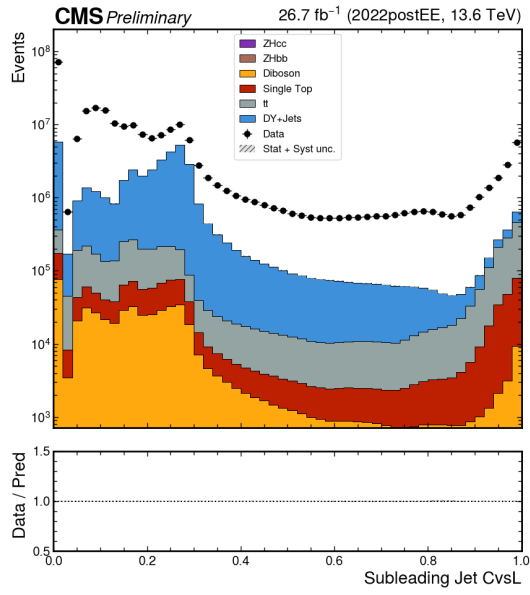 CMS Preliminary
26.7 fb⁻¹ (2022postEE, 13.6 TeV)
Events
10⁸
10⁷
10⁶
10⁵
10⁴
10³
ZHcc
ZHbb
Diboson
Single Top
tt
DY+Jets
Data
Stat + Syst unc.
Data / Pred
1.5
1.0
0.5
0.0 0.2 0.4 0.6 0.8 1.0
Subleading Jet CvsL